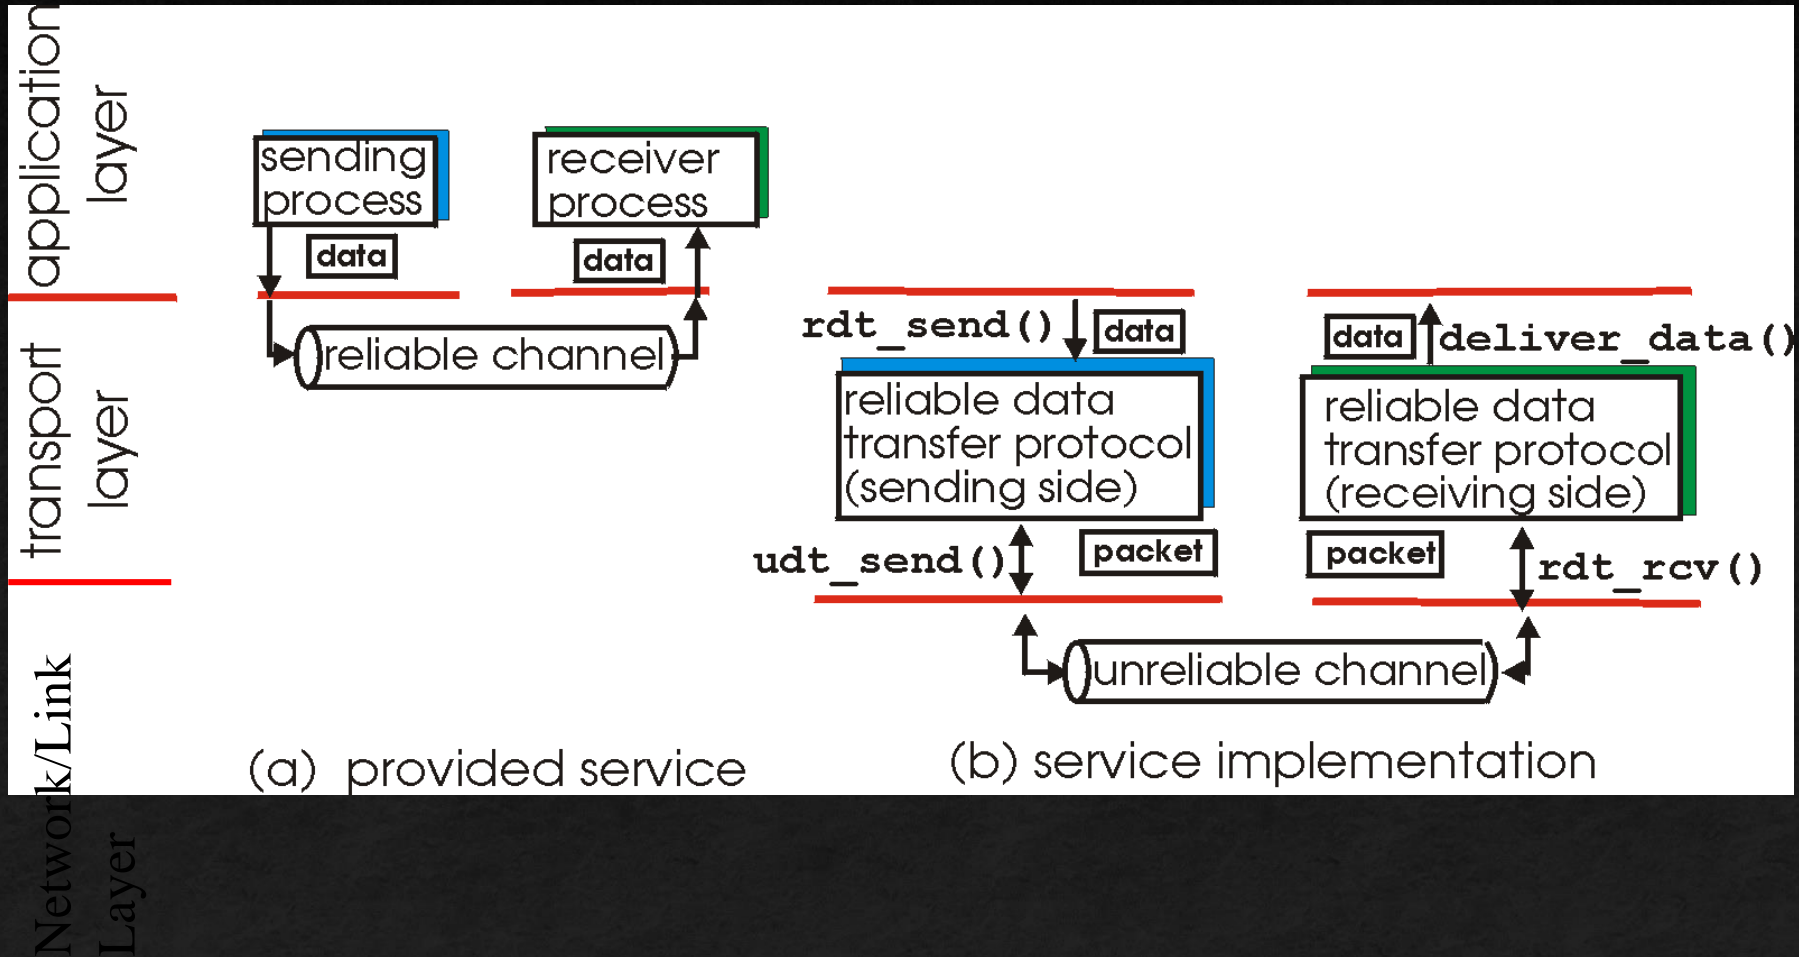 application
layer
transport
layer
Network/Link
Layer
sending
process
data
receiver
process
data
reliable channel
(a) provided service
rdt_send()
data
reliable data
transfer protocol
(sending side)
udt_send()
packet
data
deliver_data()
reliable data
transfer protocol
(receiving side)
packet
rdt_rcv()
unreliable channel
(b) service implementation